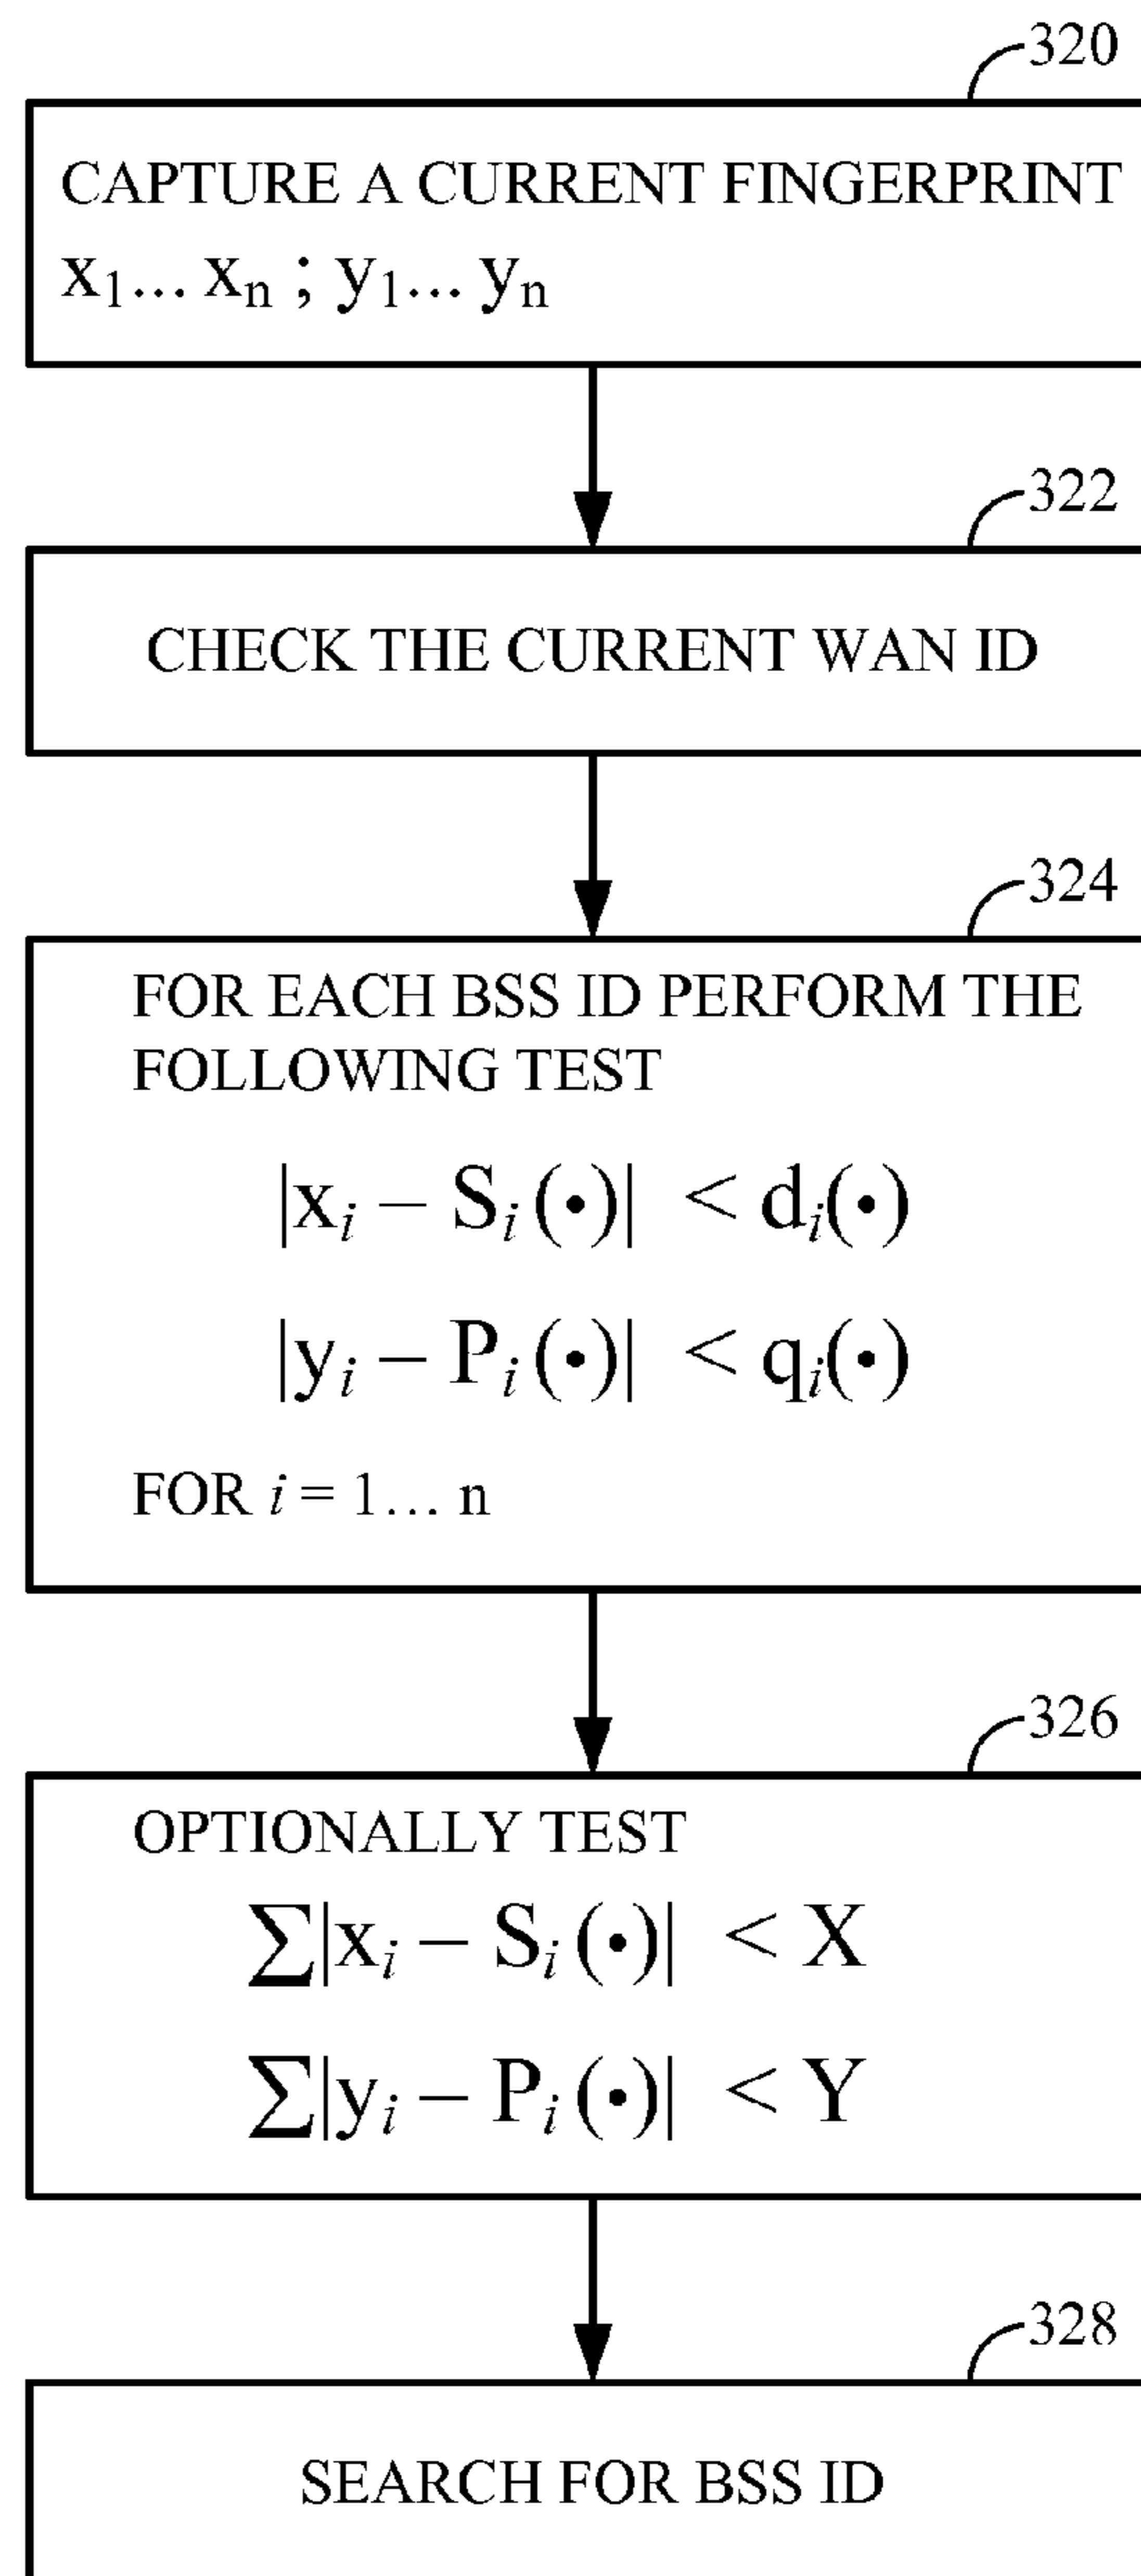 320
CAPTURE A CURRENT FINGERPRINT
x1... xn ; y1... yn
322
CHECK THE CURRENT WAN ID
324
FOR EACH BSS ID PERFORM THE
FOLLOWING TEST
|xi – Si (•)| < di(•)
|yi – Pi (•)| < qi(•)
FOR i = 1... n
326
OPTIONALLY TEST
∑|xi – Si (•)| < X
∑|yi – Pi (•)| < Y
328
SEARCH FOR BSS ID